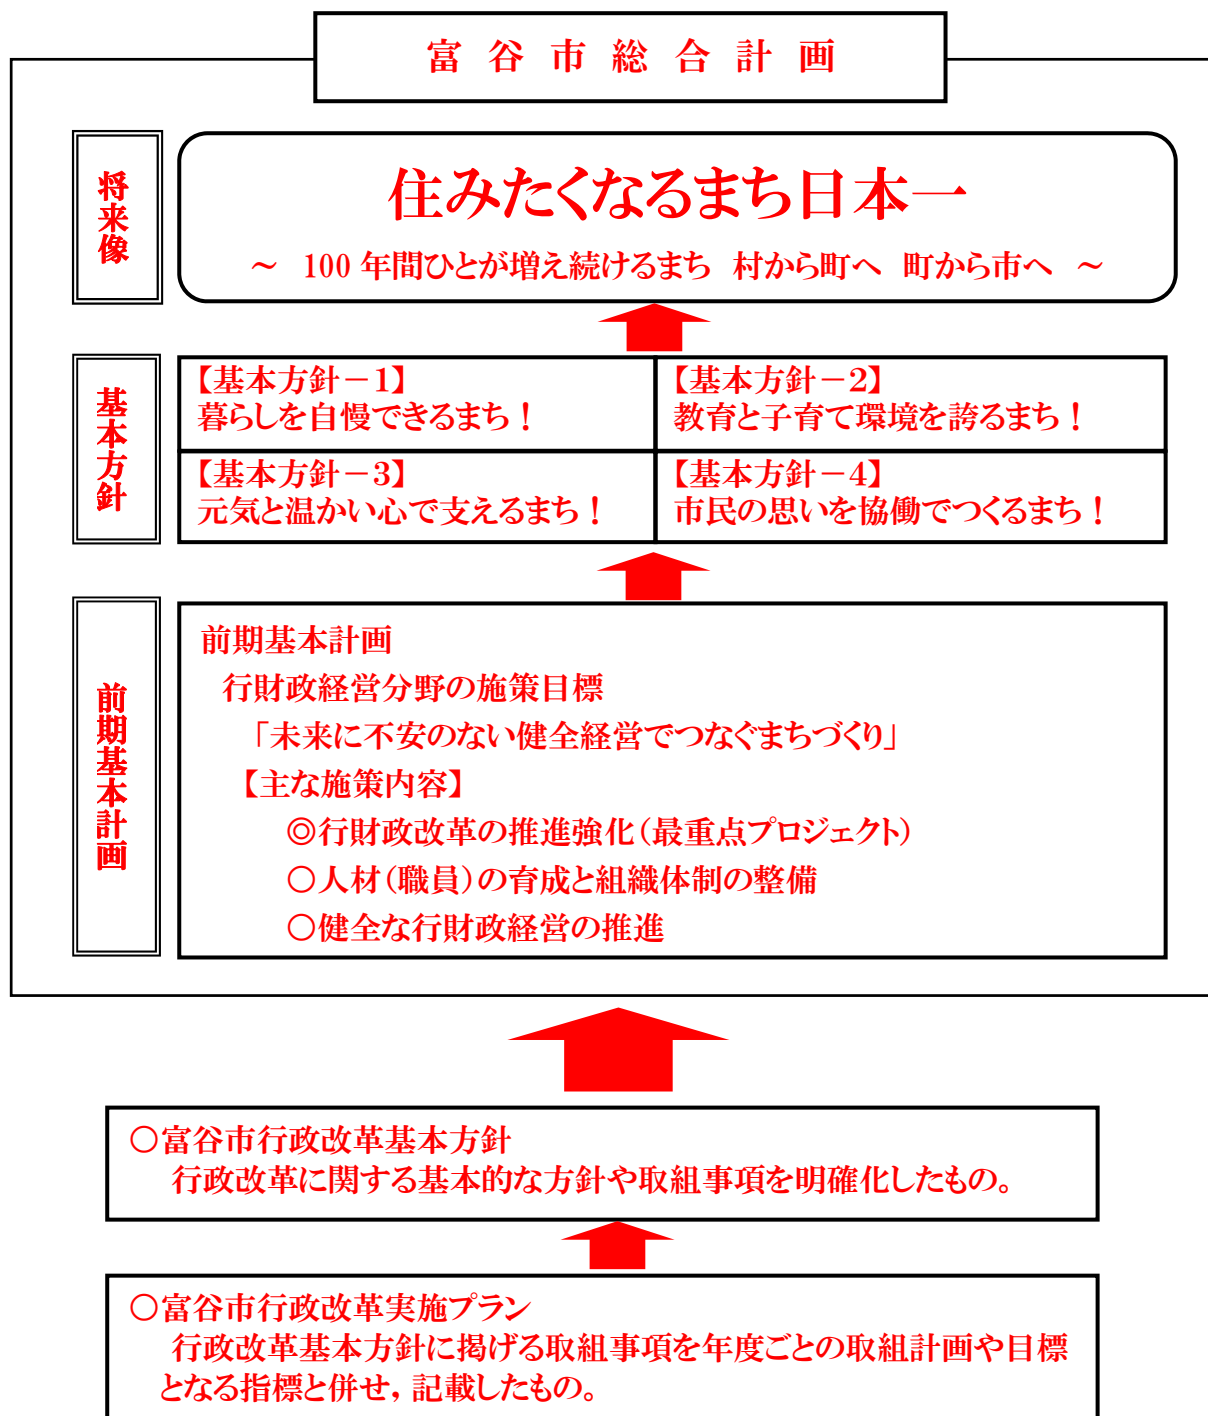 富谷市総合計画
将来像
住みたくなるまち日本一
～ 100年間ひとが増え続けるまち 村から町へ 町から市へ ～
基本方針
【基本方針－1】
暮らしを自慢できるまち！
【基本方針－2】
教育と子育て環境を誇るまち！
【基本方針－3】
元気と温かい心で支えるまち！
【基本方針－4】
市民の思いを協働でつくるまち！
前期基本計画
前期基本計画
行財政経営分野の施策目標
「未来に不安のない健全経営でつなぐまちづくり」
【主な施策内容】
◎行財政改革の推進強化（最重点プロジェクト）
○人材（職員）の育成と組織体制の整備
○健全な行財政経営の推進
○富谷市行政改革基本方針
行政改革に関する基本的な方針や取組事項を明確化したもの。
○富谷市行政改革実施プラン
行政改革基本方針に掲げる取組事項を年度ごとの取組計画や目標
となる指標と併せ，記載したもの。